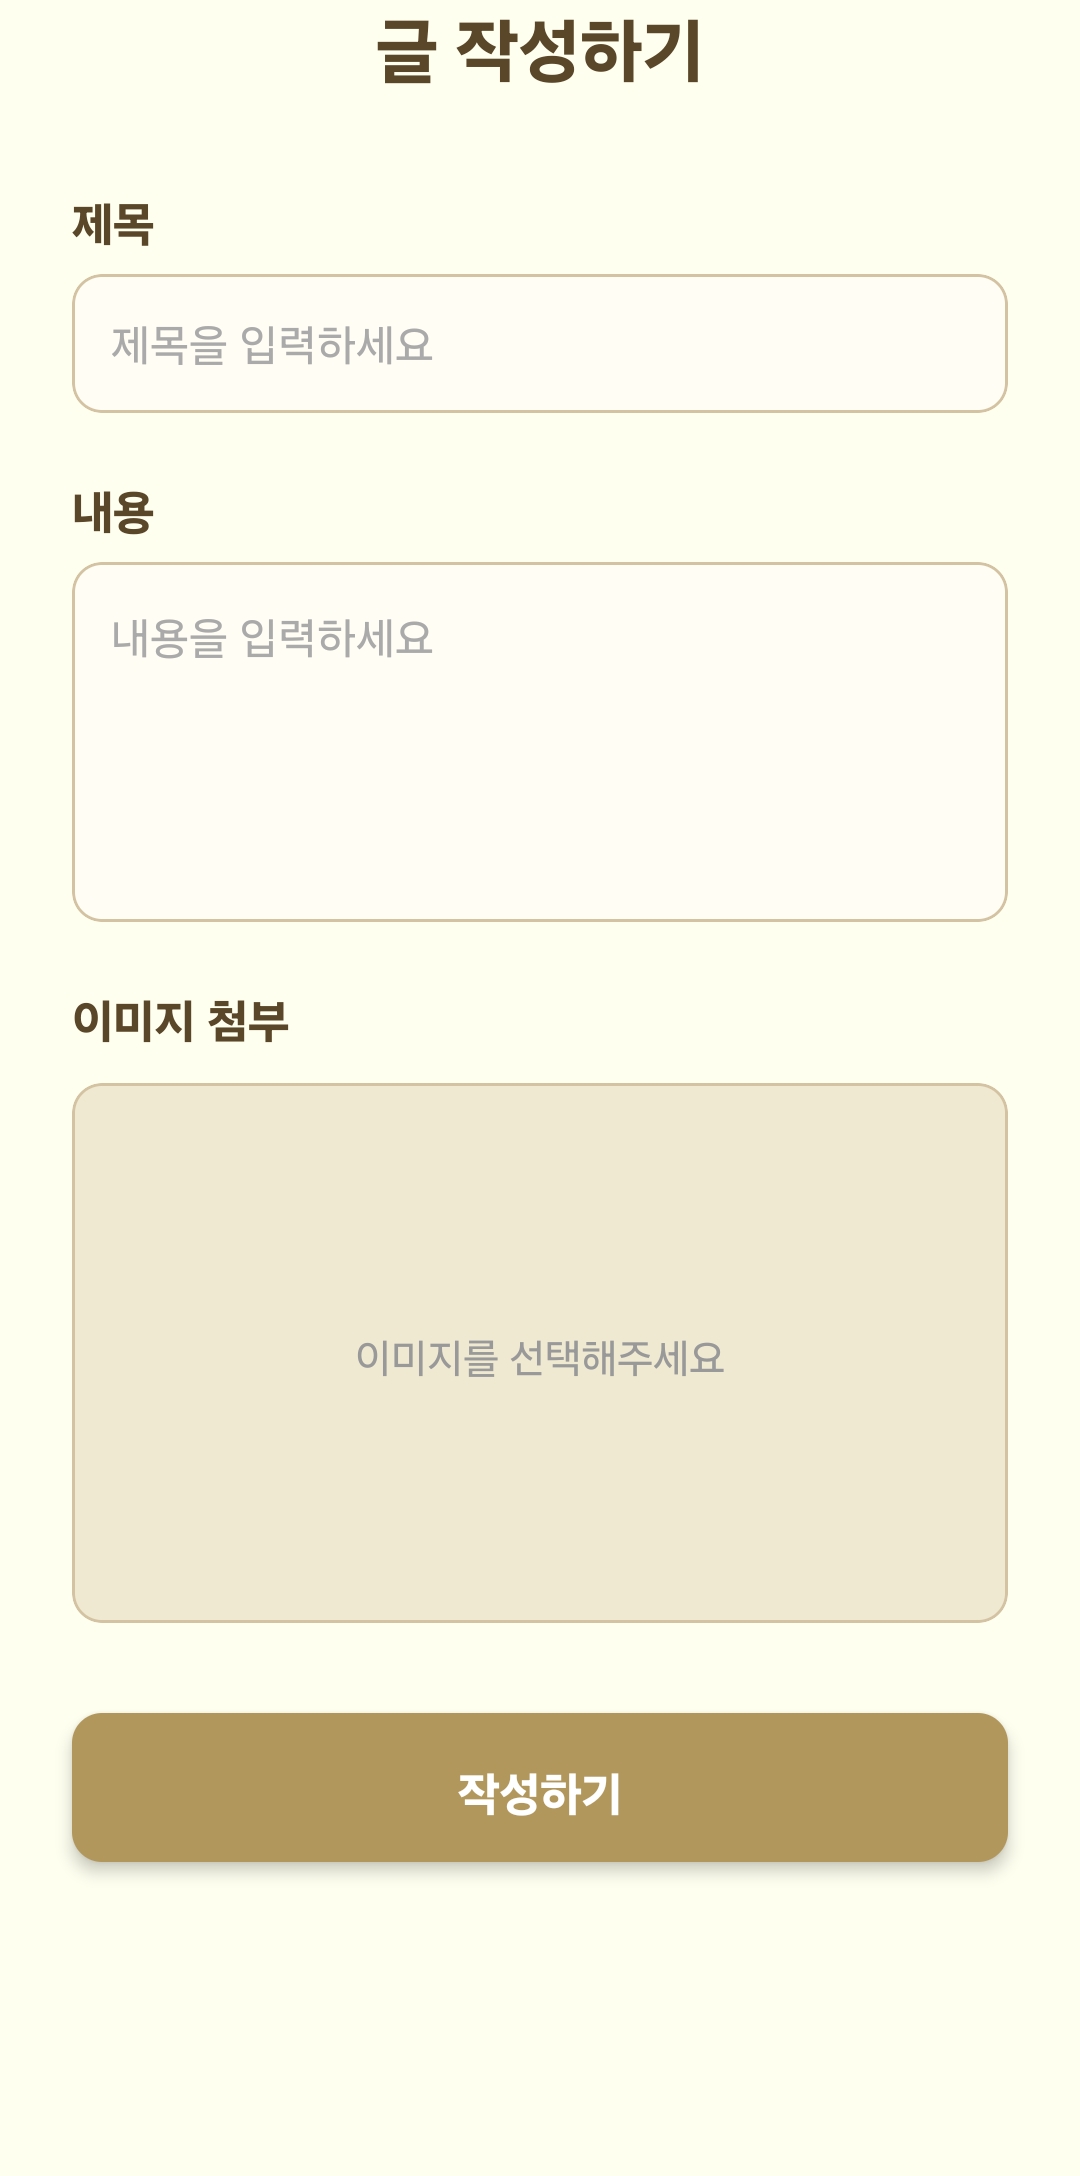 글 작성하기
제목
제목을 입력하세요
내용
내용을 입력하세요
이미지 첨부
이미지를 선택해주세요
작성하기